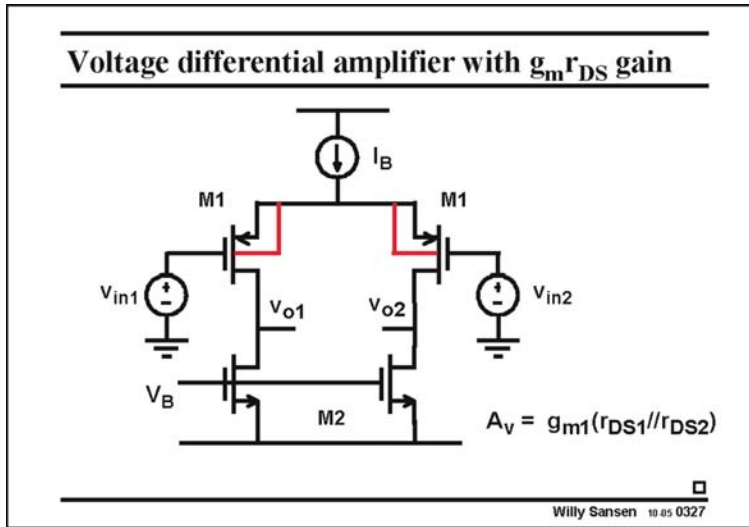 Voltage differential amplifier with gmrDS gain
IB
M1
M1
vin1
vo1
vo2
vin2
VB
M2
Av = gm1(rDS1//rDS2)
Willy Sansen 10-05 0327